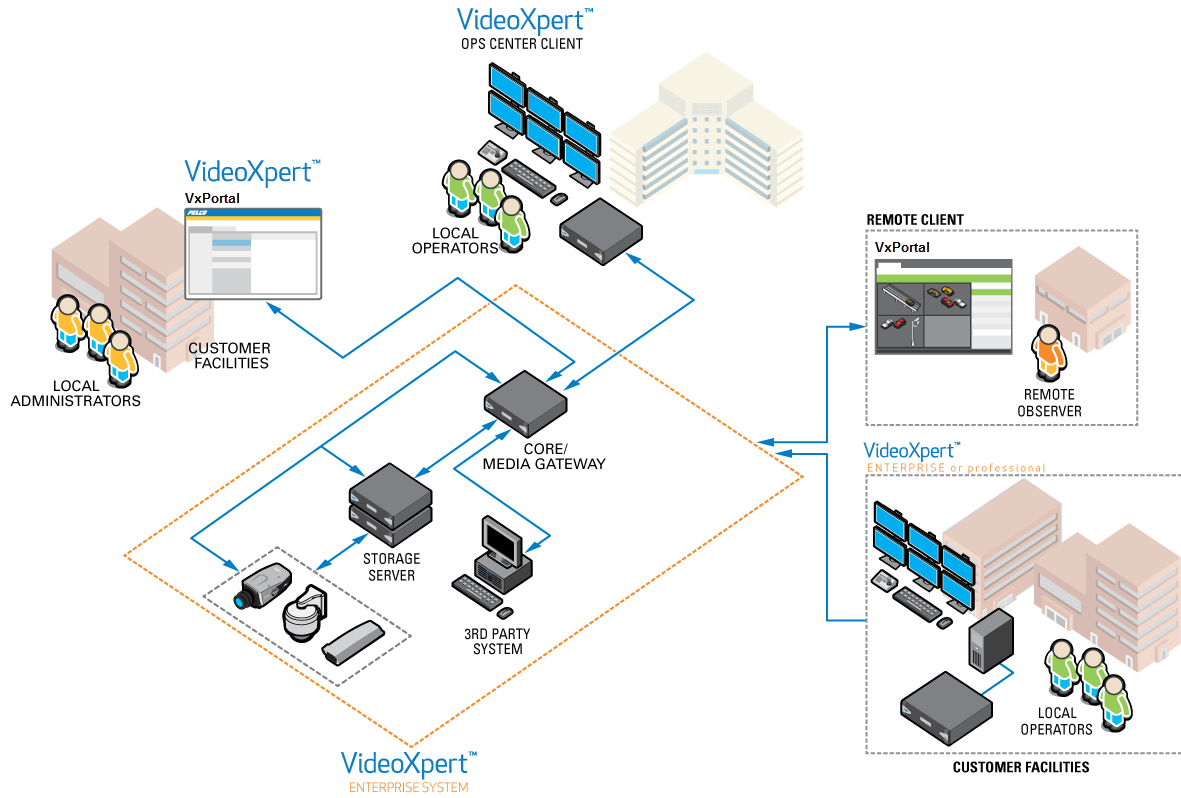 VideoXpert™
OPS CENTER CLIENT
LOCAL
OPERATORS
VideoXpert™
VxPortal
PELCO
CUSTOMER
FACILITIES
LOCAL
ADMINISTRATORS
REMOTE CLIENT
VxPortal
REMOTE
OBSERVER
CORE/
MEDIA GATEWAY
STORAGE
SERVER
3RD PARTY
SYSTEM
VideoXpert™
ENTERPRISE SYSTEM
VideoXpert™
ENTERPRISE or professional
LOCAL
OPERATORS
CUSTOMER FACILITIES